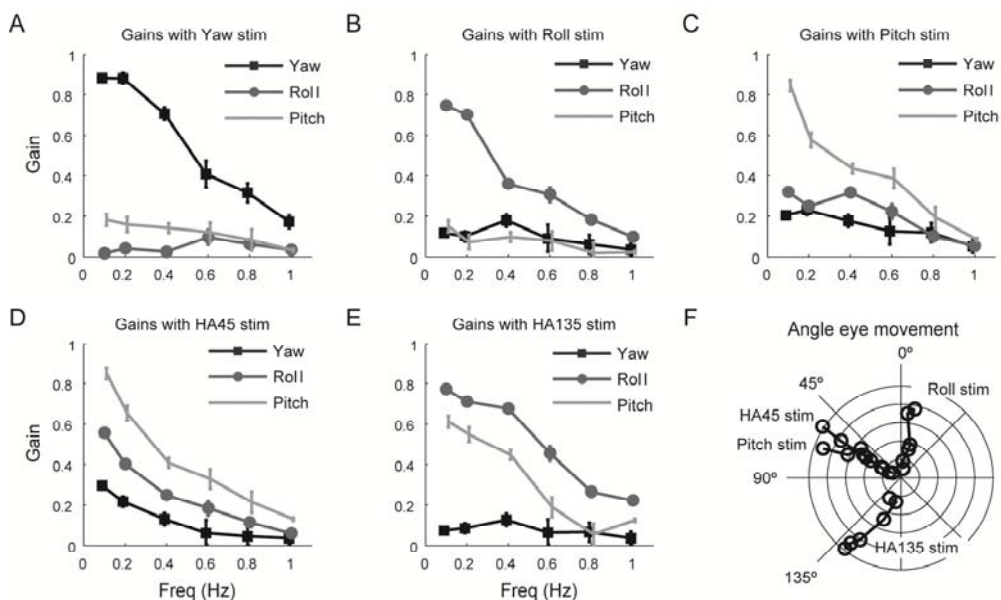 A
Gains with Yaw stim
Yaw
Roll
Pitch
1
0.8
0.6
0.4
0.2
0
Gain
0 0.2 0.4 0.6 0.8 1
B
Gains with Roll stim
Yaw
Roll
Pitch
1
0.8
0.6
0.4
0.2
0
0 0.2 0.4 0.6 0.8 1
C
Gains with Pitch stim
Yaw
Roll
Pitch
1
0.8
0.6
0.4
0.2
0
0 0.2 0.4 0.6 0.8 1
D
Gains with HA45 stim
Yaw
Roll
Pitch
1
0.8
0.6
0.4
0.2
0
Gain
0 0.2 0.4 0.6 0.8 1
Freq (Hz)
E
Gains with HA135 stim
Yaw
Roll
Pitch
1
0.8
0.6
0.4
0.2
0
0 0.2 0.4 0.6 0.8 1
Freq (Hz)
F
Angle eye movement
0º
45º
Roll stim
HA45 stim
Pitch stim
90º
HA135 stim
135º